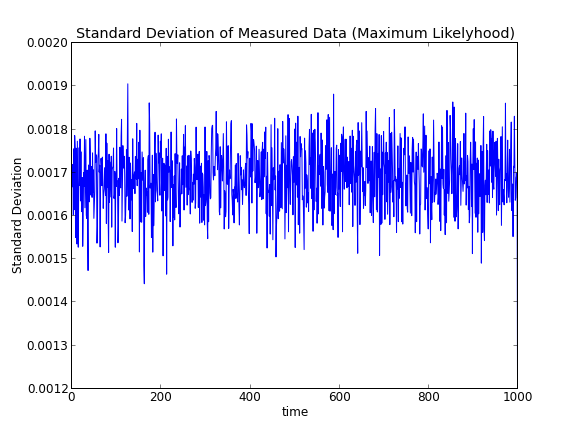 Standard Deviation of Measured Data (Maximum Likelyhood)
0.0020
0.0019
0.0018
0.0017
0.0016
0.0015
0.0014
0.0013
0.0012
Standard Deviation
0 200 400 600 800 1000
time